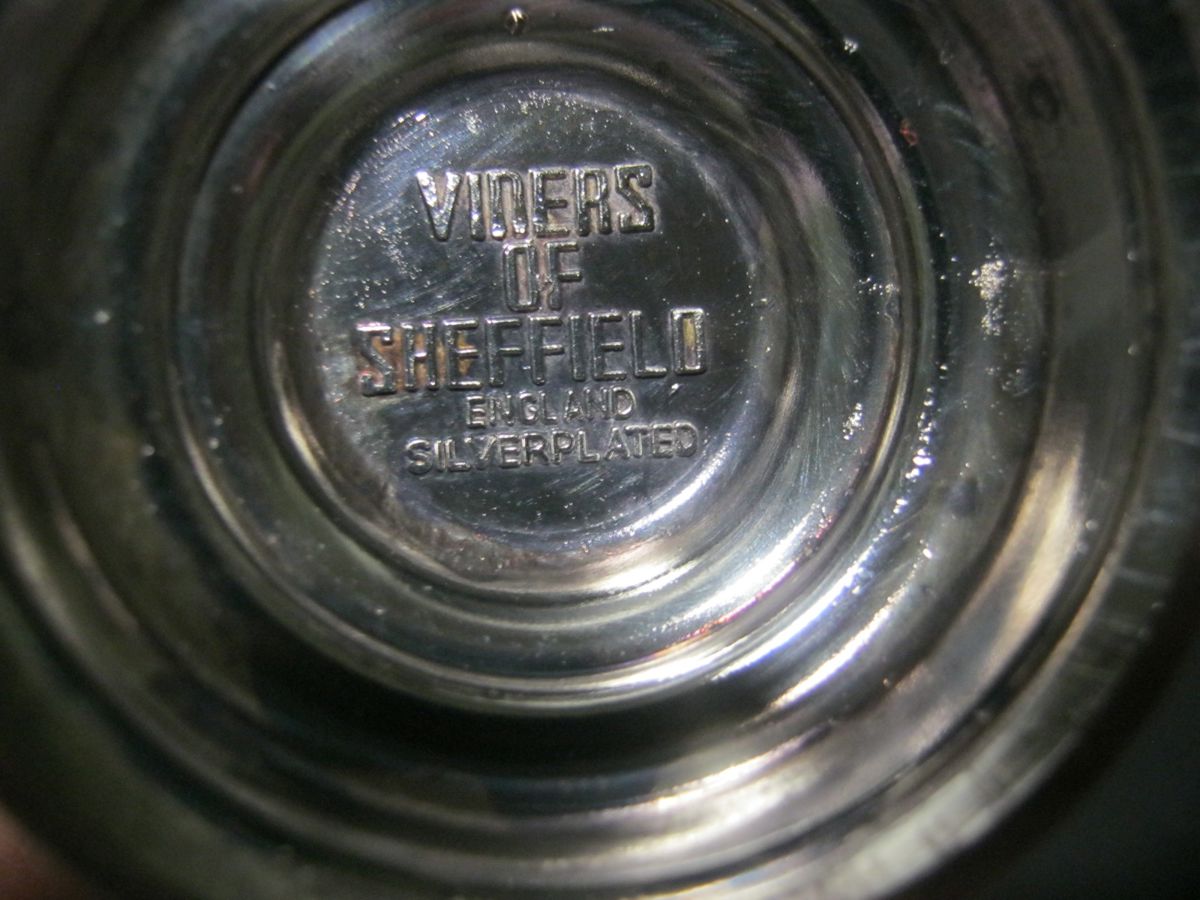 VINERS
OF
SHEFFIELD
ENGLAND
SILVERPLATED